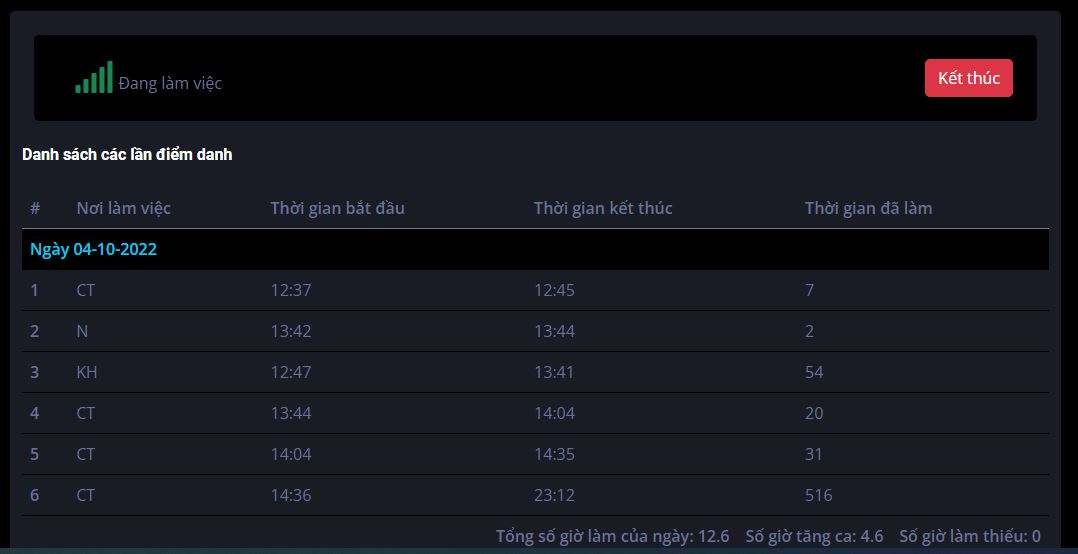 Đang làm việc Kết thúc
Danh sách các lần điểm danh
# Nơi làm việc Thời gian bắt đầu Thời gian kết thúc Thời gian đã làm
Ngày 04-10-2022
1 CT 12:37 12:45 7
2 N 13:42 13:44 2
3 KH 12:47 13:41 54
4 CT 13:44 14:04 20
5 CT 14:04 14:35 31
6 CT 14:36 23:12 516
Tổng số giờ làm của ngày: 12.6 Số giờ tăng ca: 4.6 Số giờ làm thiếu: 0